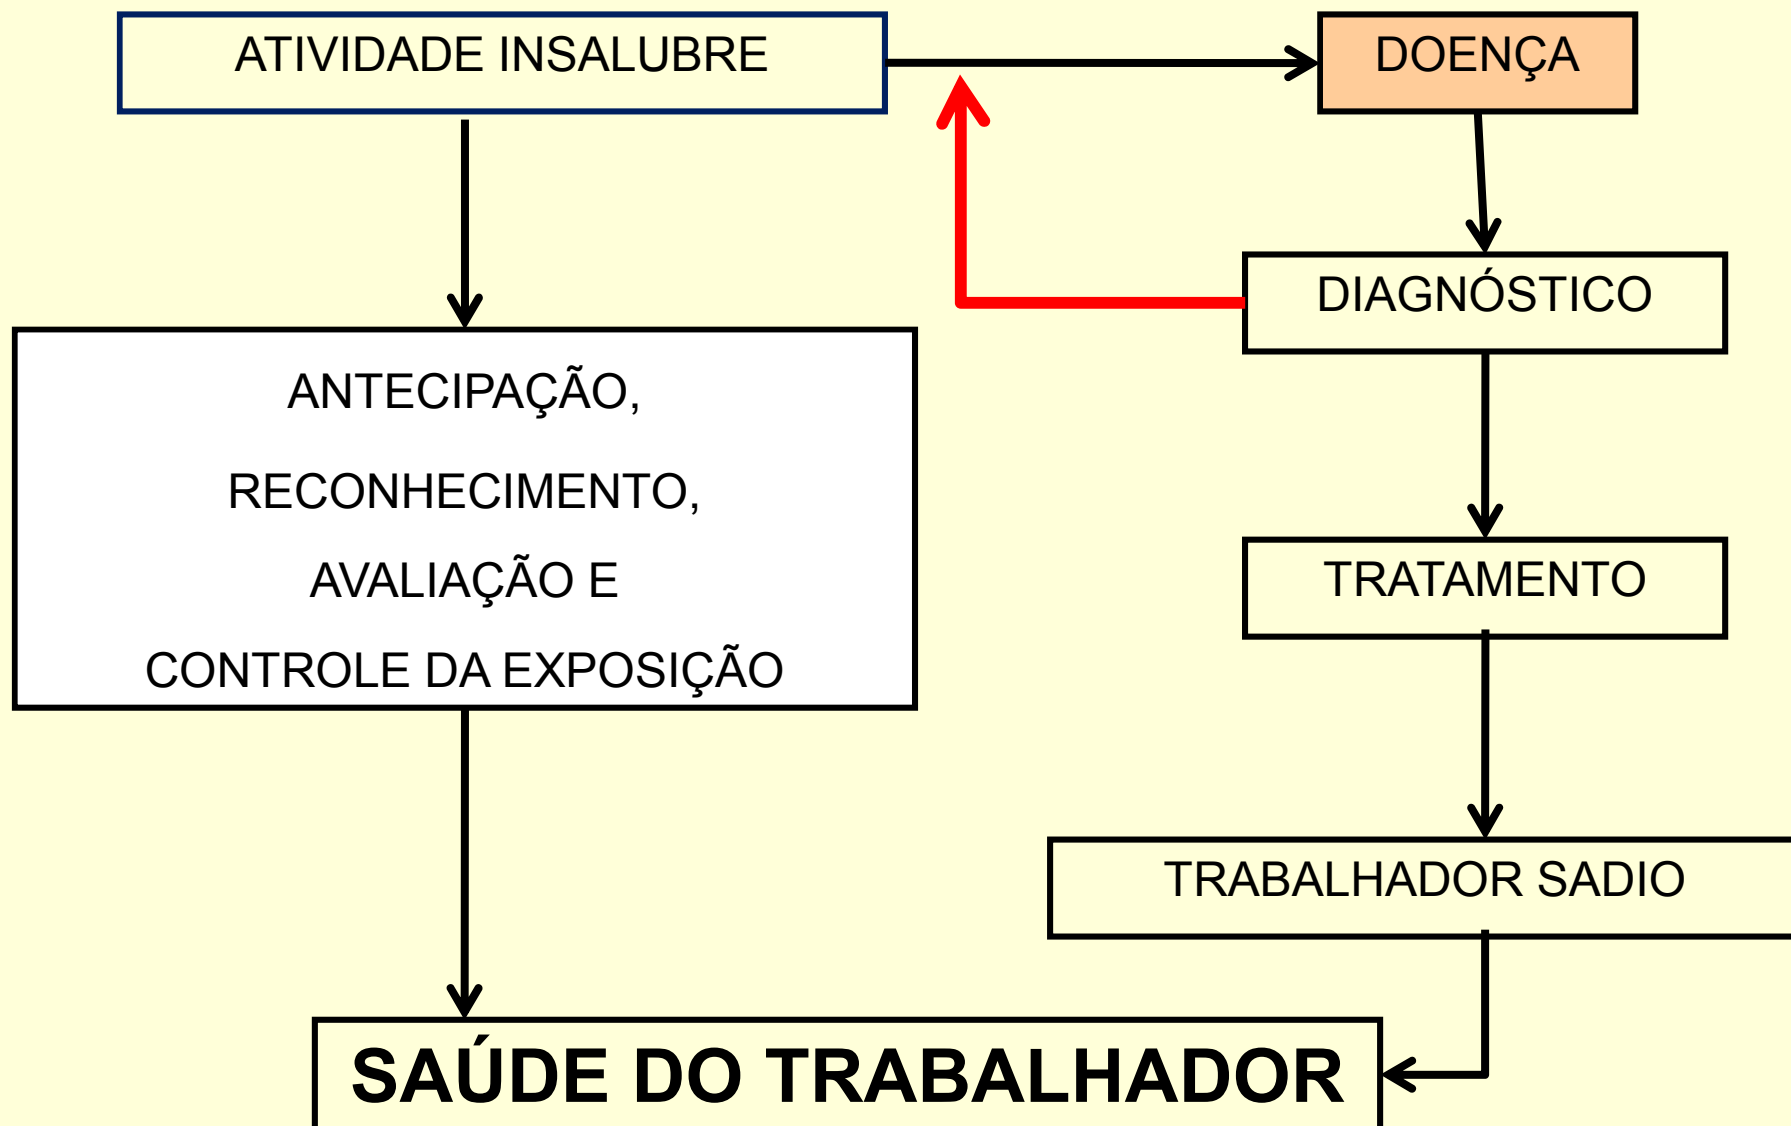 ATIVIDADE INSALUBRE
DOENÇA
DIAGNÓSTICO
ANTECIPAÇÃO,
RECONHECIMENTO,
AVALIAÇÃO E
CONTROLE DA EXPOSIÇÃO
TRATAMENTO
TRABALHADOR SADIO
SAÚDE DO TRABALHADOR